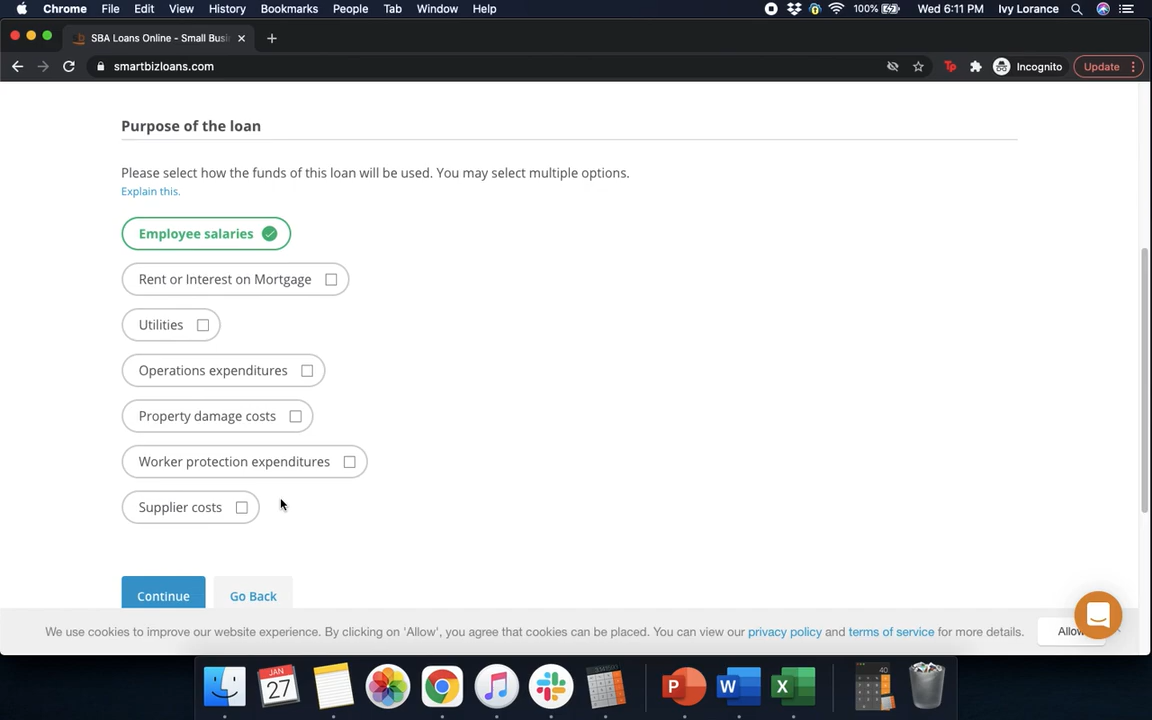 Chrome File Edit View History Bookmarks People Tab Window Help 100% Wed 6:11 PM Ivy Lorance
SBA Loans Online - Small Busi
smartbizloans.com Incognito Update
Purpose of the loan
Please select how the funds of this loan will be used. You may select multiple options.
Explain this.
Employee salaries
Rent or Interest on Mortgage
Utilities
Operations expenditures
Property damage costs
Worker protection expenditures
Supplier costs
Continue Go Back
We use cookies to improve our website experience. By clicking on 'Allow', you agree that cookies can be placed. You can view our privacy policy and terms of service for more details. Allow
JAN
27
P W X